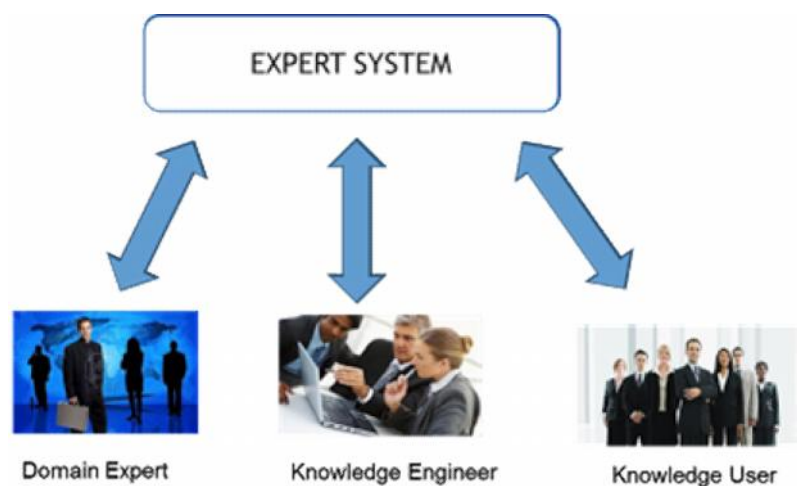 EXPERT SYSTEM
Domain Expert
Knowledge Engineer
Knowledge User